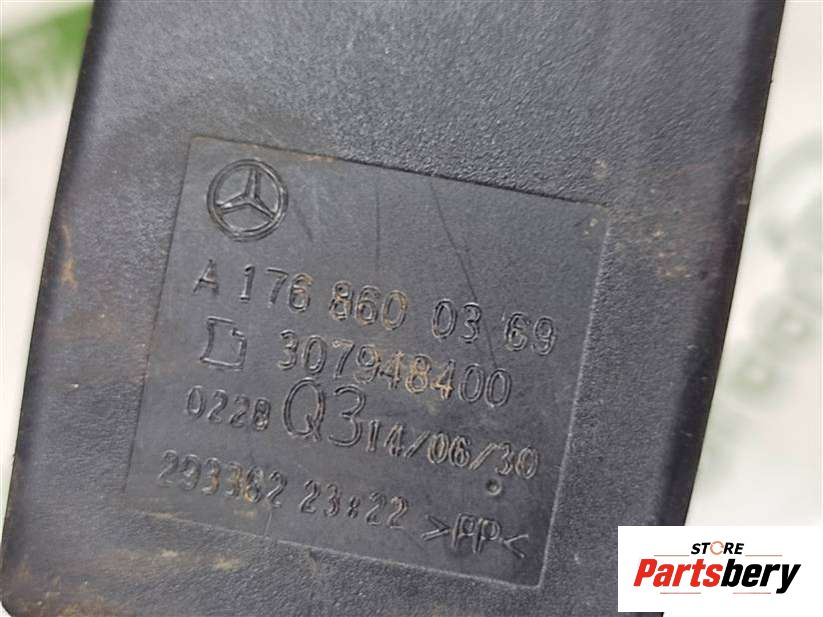 A 176 860 03 69
307948400
0228 Q3 14/06/30
293362 23:22 >PP<
STORE
Partsbery